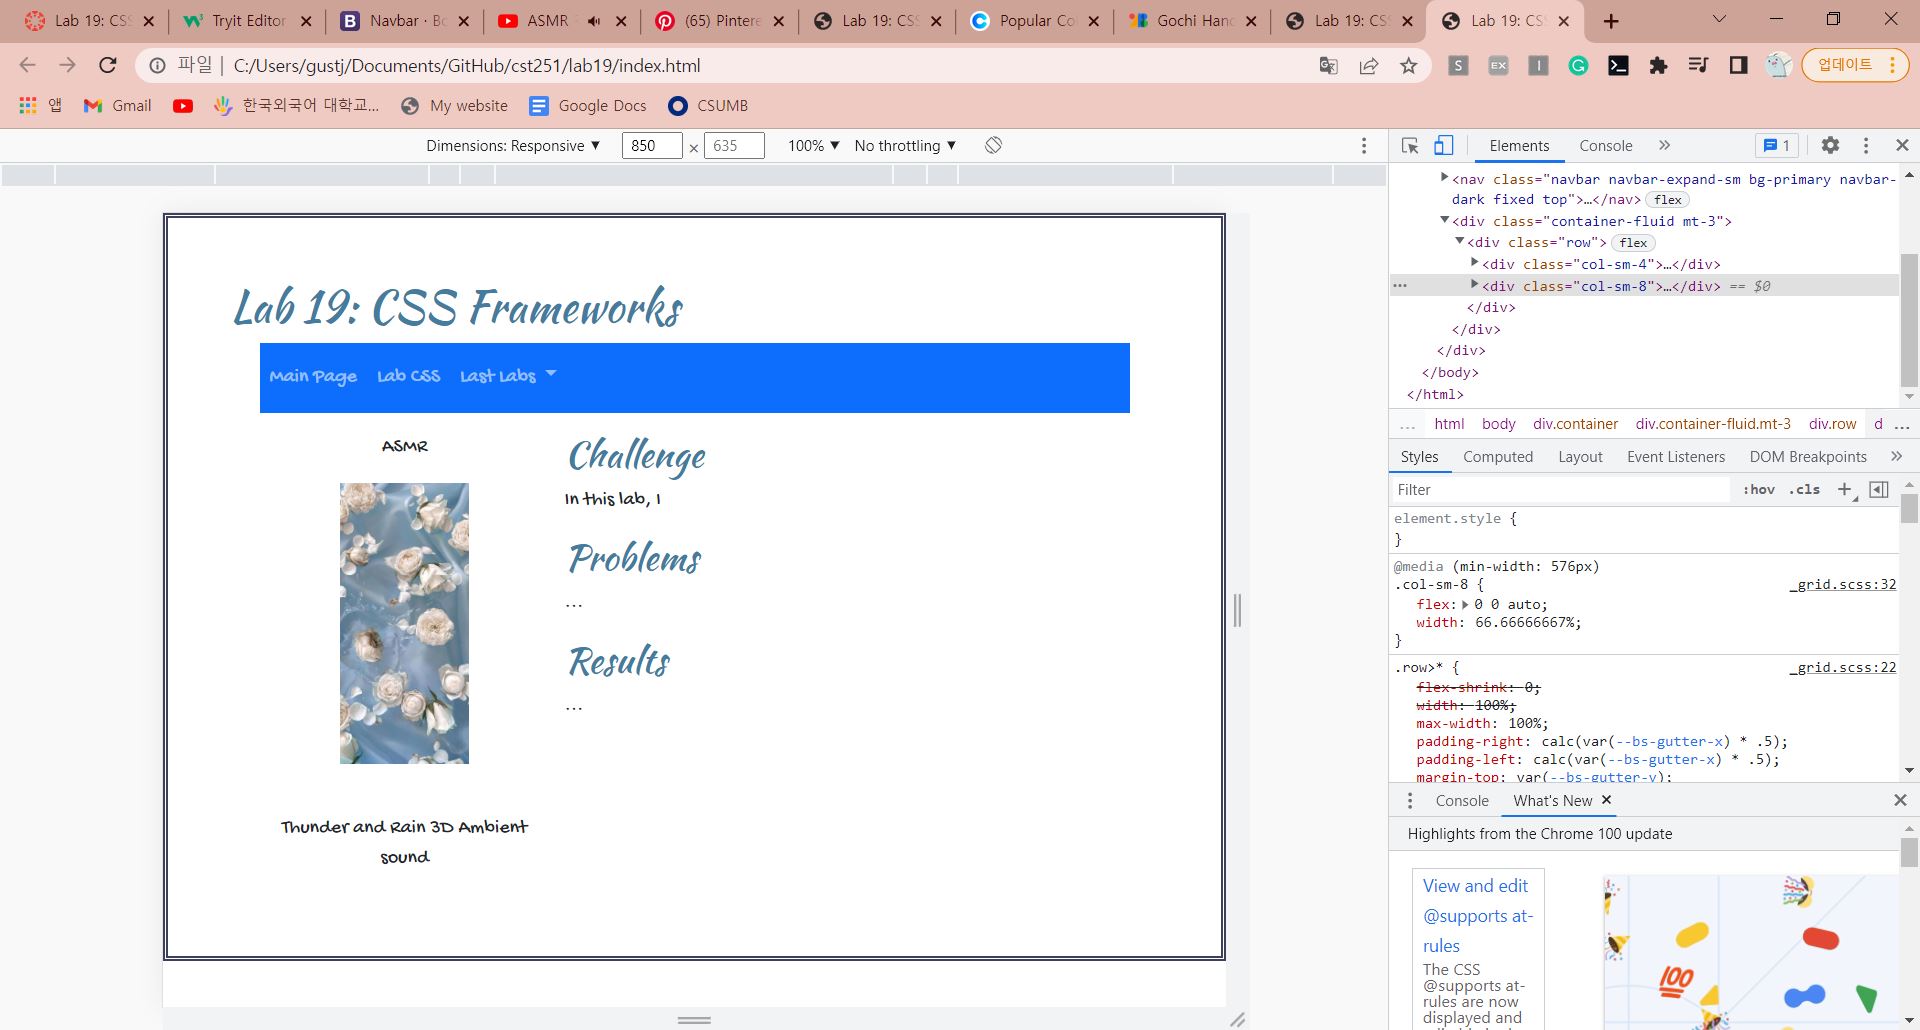 Lab 19: CSS
Tryit Editor
Navbar · Bo
ASMR
(65) Pintere
Lab 19: CSS
Popular Co
Gochi Hanc
Lab 19: CSS
Lab 19: CSS
파일 | C:/Users/gustj/Documents/GitHub/cst251/lab19/index.html
업데이트
앱 Gmail 한국외국어 대학교... My website Google Docs CSUMB
Dimensions: Responsive ▼ 850 × 635 100% ▼ No throttling ▼
Elements Console » 1
Lab 19: CSS Frameworks
Main Page Lab CSS Last Labs
ASMR
Thunder and Rain 3D Ambient
sound
Challenge
In this lab, I
Problems
...
Results
...
<nav class="navbar navbar-expand-sm bg-primary navbar-
dark fixed top">…</nav> flex
<div class="container-fluid mt-3">
<div class="row"> flex
<div class="col-sm-4">…</div>
<div class="col-sm-8">…</div> == $0
</div>
</div>
</div>
</body>
</html>
... html body div.container div.container-fluid.mt-3 div.row d ...
Styles Computed Layout Event Listeners DOM Breakpoints »
Filter :hov .cls +
element.style {
}
@media (min-width: 576px)
.col-sm-8 { _grid.scss:32
flex: 0 0 auto;
width: 66.66666667%;
}
.row>* { _grid.scss:22
flex-shrink: 0;
width: 100%;
max-width: 100%;
padding-right: calc(var(--bs-gutter-x) * .5);
padding-left: calc(var(--bs-gutter-x) * .5);
margin-top: var(--bs-gutter-y);
Console What's New ×
Highlights from the Chrome 100 update
View and edit
@supports at-
rules
The CSS
@supports at-
rules are now
displayed and
100